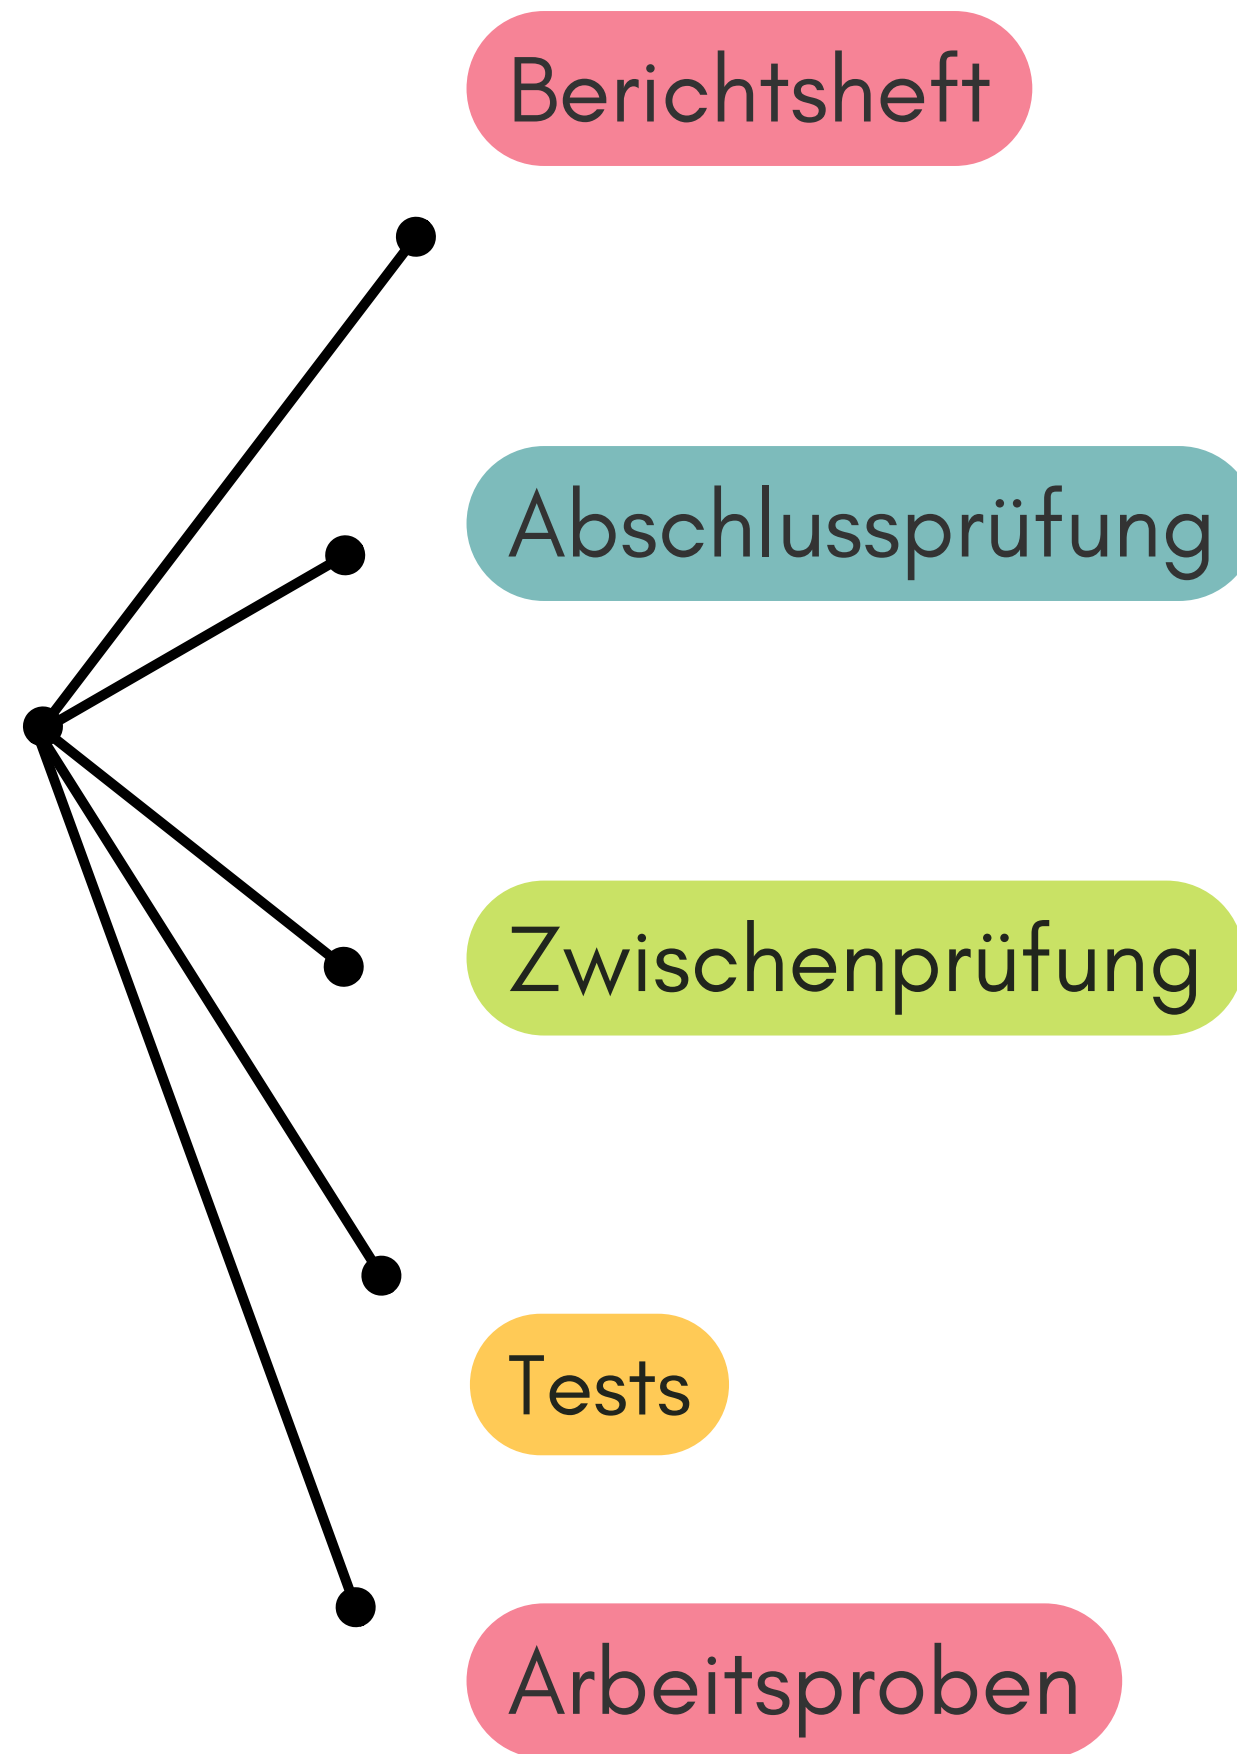 Berichtsheft
Abschlussprüfung
Zwischenprüfung
Tests
Arbeitsproben